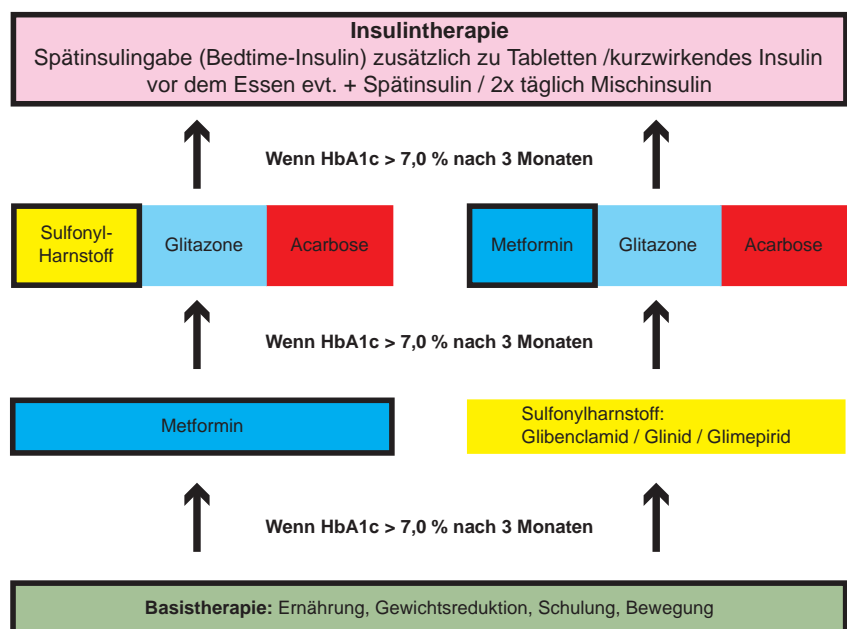 Insulintherapie
Spätinsulingabe (Bedtime-Insulin) zusätzlich zu Tabletten /kurzwirkendes Insulin
vor dem Essen evt. + Spätinsulin / 2x täglich Mischinsulin
Wenn HbA1c > 7,0 % nach 3 Monaten
Sulfonyl-
Harnstoff
Glitazone
Acarbose
Metformin
Glitazone
Acarbose
Wenn HbA1c > 7,0 % nach 3 Monaten
Metformin
Sulfonylharnstoff:
Glibenclamid / Glinid / Glimepirid
Wenn HbA1c > 7,0 % nach 3 Monaten
Basistherapie: Ernährung, Gewichtsreduktion, Schulung, Bewegung